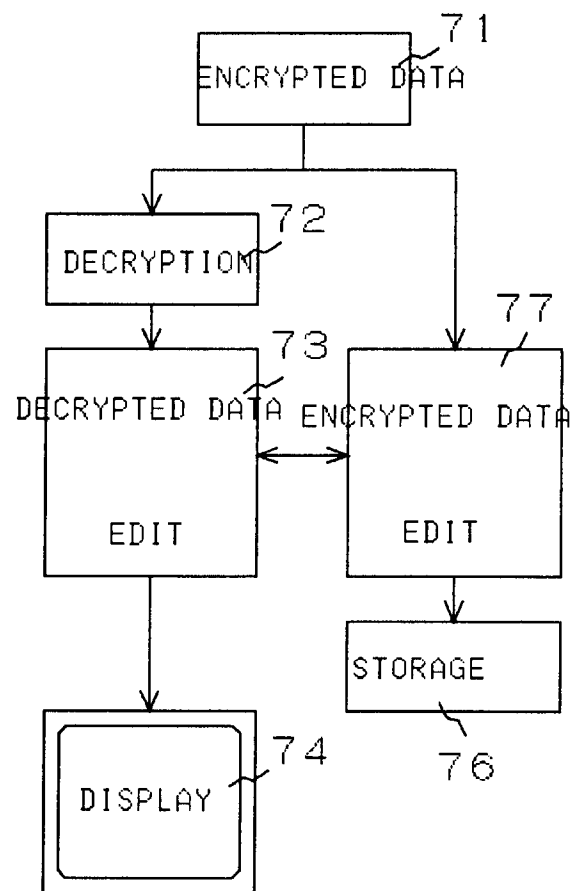 71
ENCRYPTED DATA
72
DECRYPTION
73
DECRYPTED DATA
EDIT
77
ENCRYPTED DATA
EDIT
STORAGE
76
74
DISPLAY